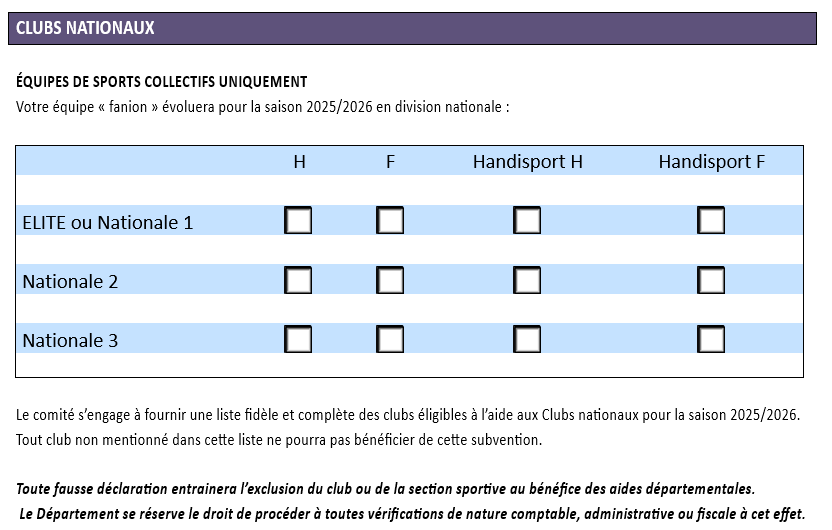 CLUBS NATIONAUX
ÉQUIPES DE SPORTS COLLECTIFS UNIQUEMENT
Votre équipe « fanion » évoluera pour la saison 2025/2026 en division nationale :
H F Handisport H Handisport F
ELITE ou Nationale 1
Nationale 2
Nationale 3
Le comité s’engage à fournir une liste fidèle et complète des clubs éligibles à l’aide aux Clubs nationaux pour la saison 2025/2026.
Tout club non mentionné dans cette liste ne pourra pas bénéficier de cette subvention.
Toute fausse déclaration entrainera l’exclusion du club ou de la section sportive au bénéfice des aides départementales.
Le Département se réserve le droit de procéder à toutes vérifications de nature comptable, administrative ou fiscale à cet effet.